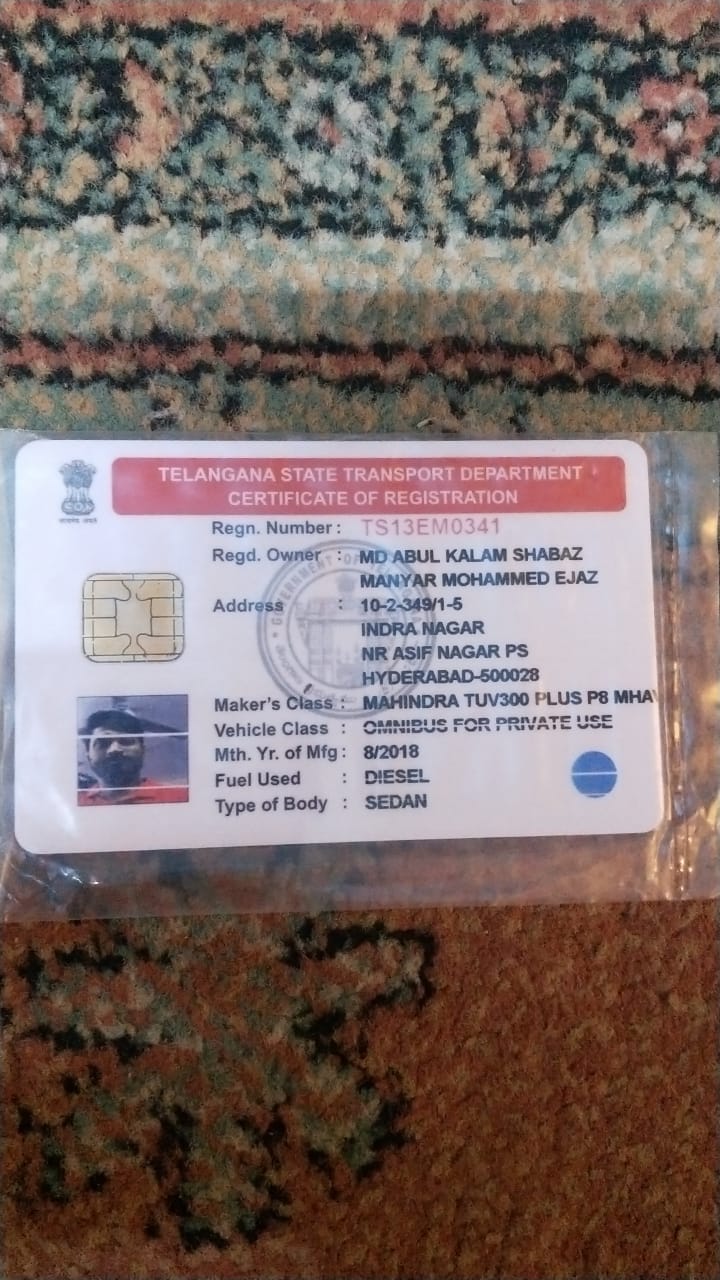 TELANGANA STATE TRANSPORT DEPARTMENT
CERTIFICATE OF REGISTRATION
Regn. Number : TS13EM0341
Regd. Owner : MD ABUL KALAM SHABAZ
MANYAR MOHAMMED EJAZ
Address : 10-2-349/1-5
INDRA NAGAR
NR ASIF NAGAR PS
HYDERABAD-500028
Maker's Class : MAHINDRA TUV300 PLUS P8 MHA
Vehicle Class : OMNIBUS FOR PRIVATE USE
Mth. Yr. of Mfg : 8/2018
Fuel Used : DIESEL
Type of Body : SEDAN
GOVERNMENT OF